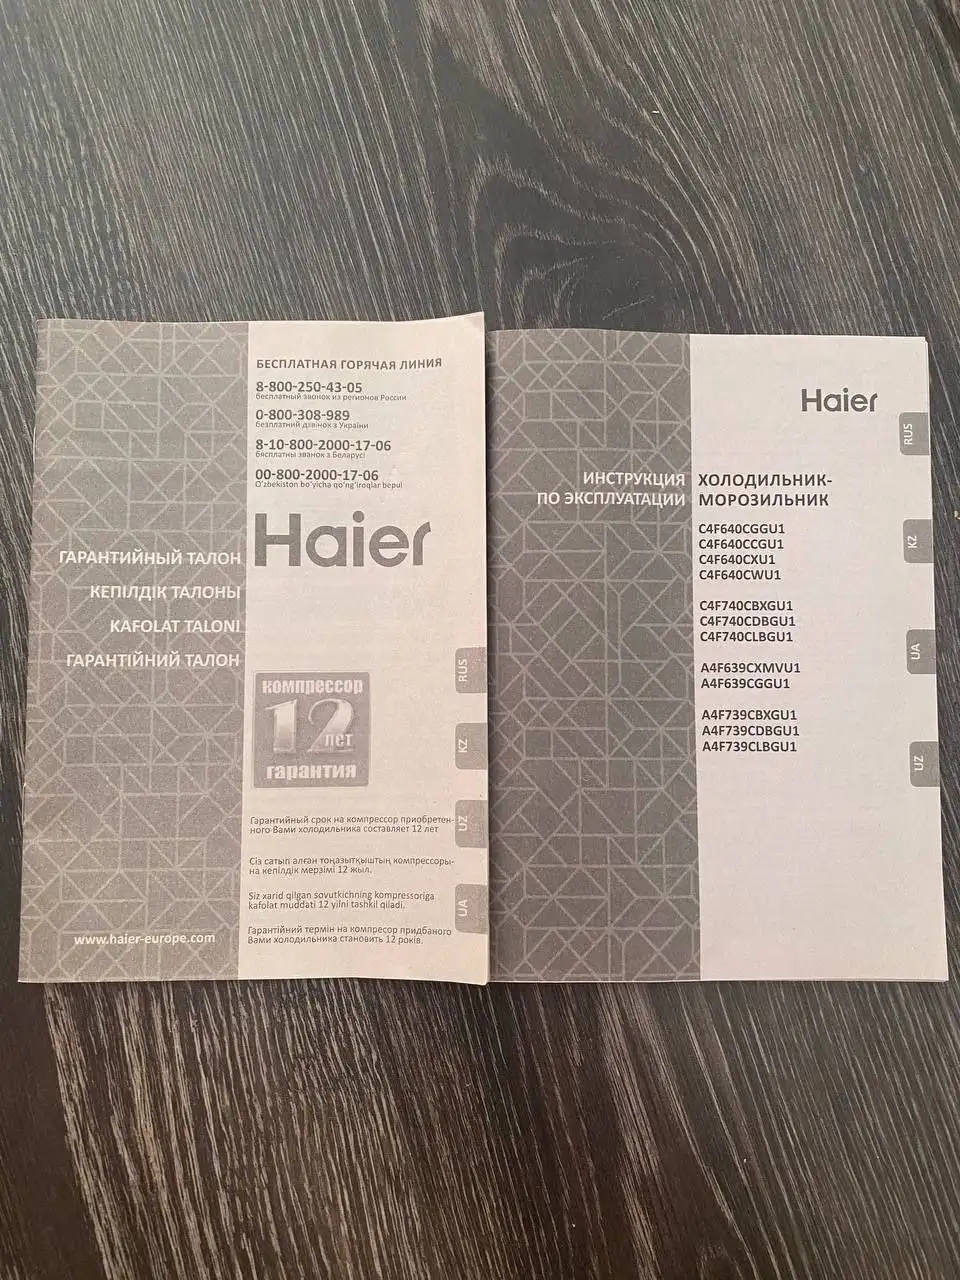 БЕСПЛАТНАЯ ГОРЯЧАЯ ЛИНИЯ
8-800-250-43-05
бесплатный звонок из регионов России
0-800-308-989
безплатний дзвінок з України
8-10-800-2000-17-06
бясплатны званок з Беларусі
00-800-2000-17-06
O'zbekiston bo'yicha qo'ng'iroqlar bepul
Haier
ГАРАНТИЙНЫЙ ТАЛОН
КЕПІЛДІК ТАЛОНЫ
KAFOLAT TALONI
ГАРАНТІЙНИЙ ТАЛОН
компрессор
12
лет
гарантия
RUS
KZ
UZ
UA
Гарантийный срок на компрессор приобретен-
ного Вами холодильника составляет 12 лет
Сіз сатып алған тоңазытқыштың компрессоры-
на кепілдік мерзімі 12 жыл.
Siz xarid qilgan sovutkichning kompressoriga
kafolat muddati 12 yilni tashkil qiladi.
Гарантійний термін на компресор придбаного
Вами холодильника становить 12 років.
www.haier-europe.com
Haier
ИНСТРУКЦИЯ
ПО ЭКСПЛУАТАЦИИ
ХОЛОДИЛЬНИК-
МОРОЗИЛЬНИК
C4F640CGGU1
C4F640CCGU1
C4F640CXU1
C4F640CWU1
C4F740CBXGU1
C4F740CDBGU1
C4F740CLBGU1
A4F639CXMVU1
A4F639CGGU1
A4F739CBXGU1
A4F739CDBGU1
A4F739CLBGU1
RUS
KZ
UA
UZ